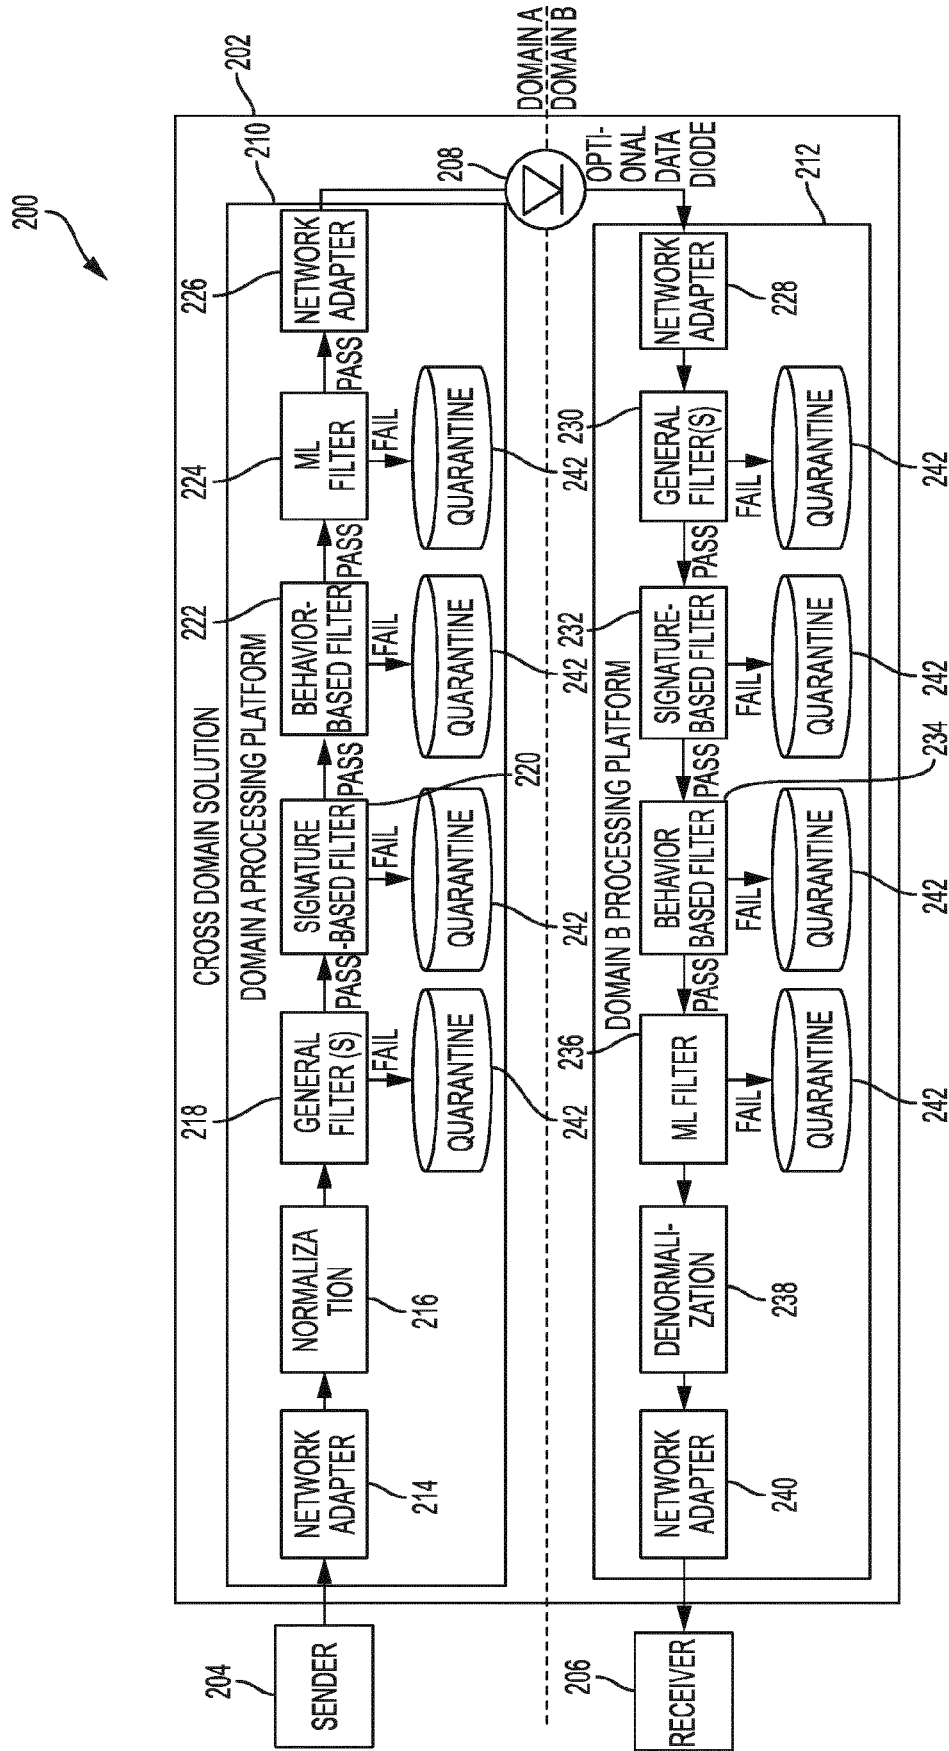 200
202
CROSS DOMAIN SOLUTION
210
DOMAIN A PROCESSING PLATFORM
204
SENDER
NETWORK
ADAPTER
214
NORMALIZA
TION
216
218
GENERAL
FILTER (S)
PASS
FAIL
QUARANTINE
242
SIGNATURE
-BASED FILTER
220
PASS
FAIL
QUARANTINE
242
222
BEHAVIOR-
BASED FILTER
PASS
FAIL
QUARANTINE
242
224
ML
FILTER
PASS
FAIL
QUARANTINE
242
226
NETWORK
ADAPTER
208
DOMAIN A
DOMAIN B
OPTI-
ONAL
DATA
DIODE
212
DOMAIN B PROCESSING PLATFORM
NETWORK
ADAPTER
228
230
GENERAL
FILTER(S)
PASS
FAIL
QUARANTINE
242
232
SIGNATURE-
BASED FILTER
PASS
FAIL
QUARANTINE
242
234
BEHAVIOR
BASED FILTER
PASS
FAIL
QUARANTINE
242
236
ML FILTER
FAIL
QUARANTINE
242
DENORMALI-
ZATION
238
NETWORK
ADAPTER
240
206
RECEIVER